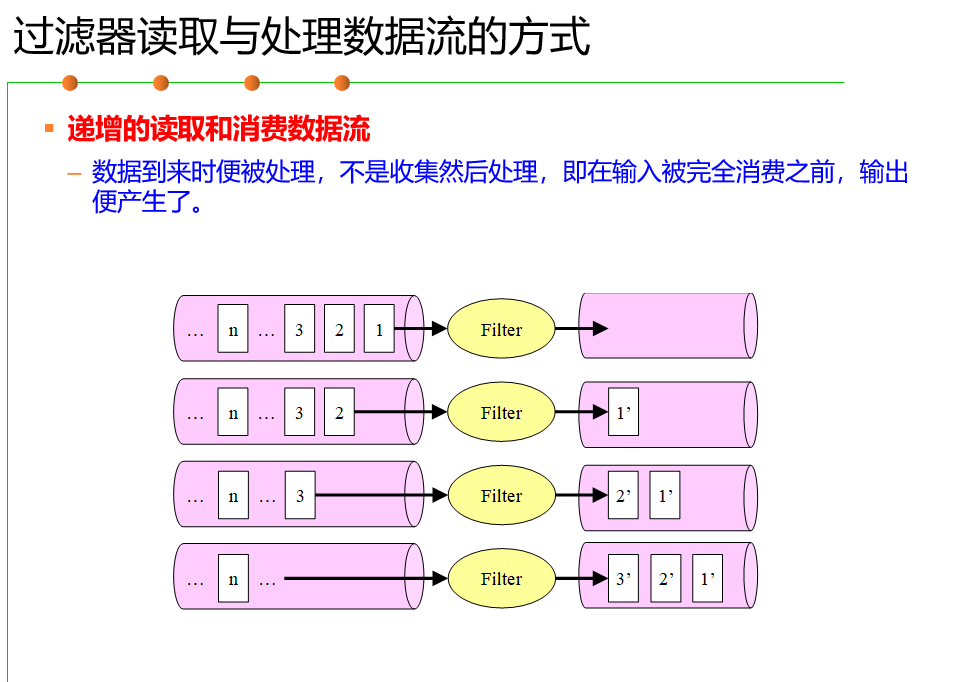 过滤器读取与处理数据流的方式
递增的读取和消费数据流
– 数据到来时便被处理，不是收集然后处理，即在输入被完全消费之前，输出
便产生了。
… n … 3 2 1 Filter
… n … 3 2 Filter 1’
… n … 3 Filter 2’ 1’
… n … Filter 3’ 2’ 1’